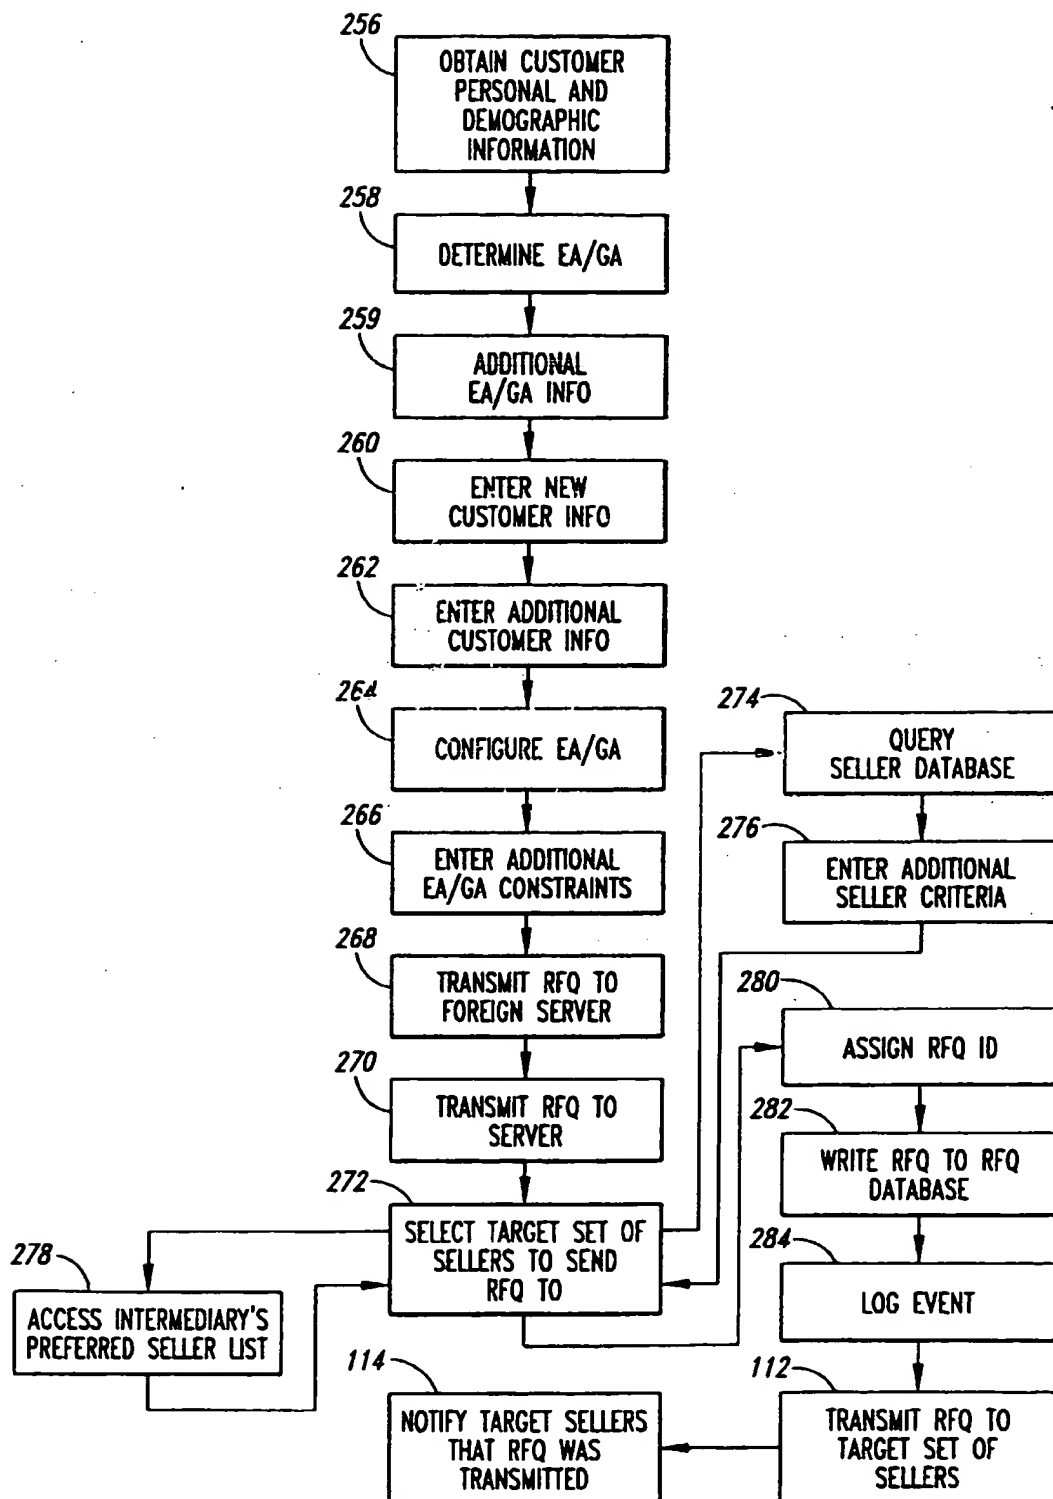 256
OBTAIN CUSTOMER
PERSONAL AND
DEMOGRAPHIC
INFORMATION
258
DETERMINE EA/GA
259
ADDITIONAL
EA/GA INFO
260
ENTER NEW
CUSTOMER INFO
262
ENTER ADDITIONAL
CUSTOMER INFO
264
CONFIGURE EA/GA
266
ENTER ADDITIONAL
EA/GA CONSTRAINTS
268
TRANSMIT RFQ TO
FOREIGN SERVER
270
TRANSMIT RFQ TO
SERVER
272
SELECT TARGET SET OF
SELLERS TO SEND
RFQ TO
274
QUERY
SELLER DATABASE
276
ENTER ADDITIONAL
SELLER CRITERIA
278
ACCESS INTERMEDIARY'S
PREFERRED SELLER LIST
280
ASSIGN RFQ ID
282
WRITE RFQ TO RFQ
DATABASE
284
LOG EVENT
112
TRANSMIT RFQ TO
TARGET SET OF
SELLERS
114
NOTIFY TARGET SELLERS
THAT RFQ WAS
TRANSMITTED